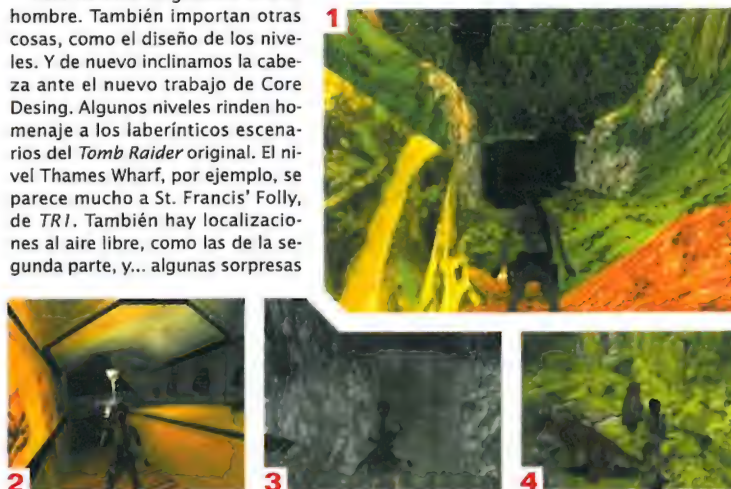 hombre. También importan otras
cosas, como el diseño de los nive-
les. Y de nuevo inclinamos la cabe-
za ante el nuevo trabajo de Core
Desing. Algunos niveles rinden ho-
menaje a los laberínticos escena-
rios del Tomb Raider original. El ni-
vel Thames Wharf, por ejemplo, se
parece mucho a St. Francis' Folly,
de TR1. También hay localizacio-
nes al aire libre, como las de la se-
gunda parte, y... algunas sorpresas
1
2
3
4